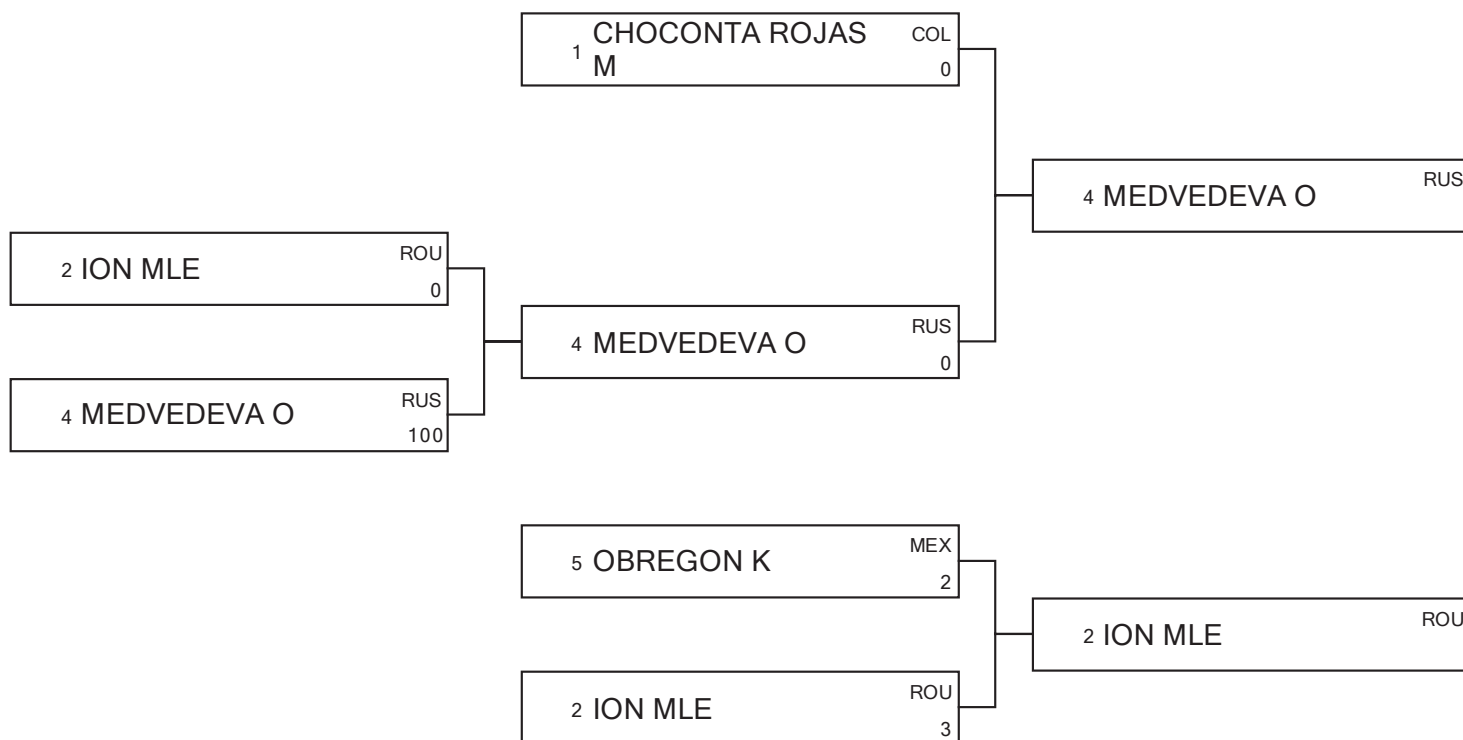 1 CHOCONTA ROJAS M COL
0
4 MEDVEDEVA O RUS
2 ION MLE ROU
0
4 MEDVEDEVA O RUS
0
4 MEDVEDEVA O RUS
100
5 OBREGON K MEX
2
2 ION MLE ROU
2 ION MLE ROU
3